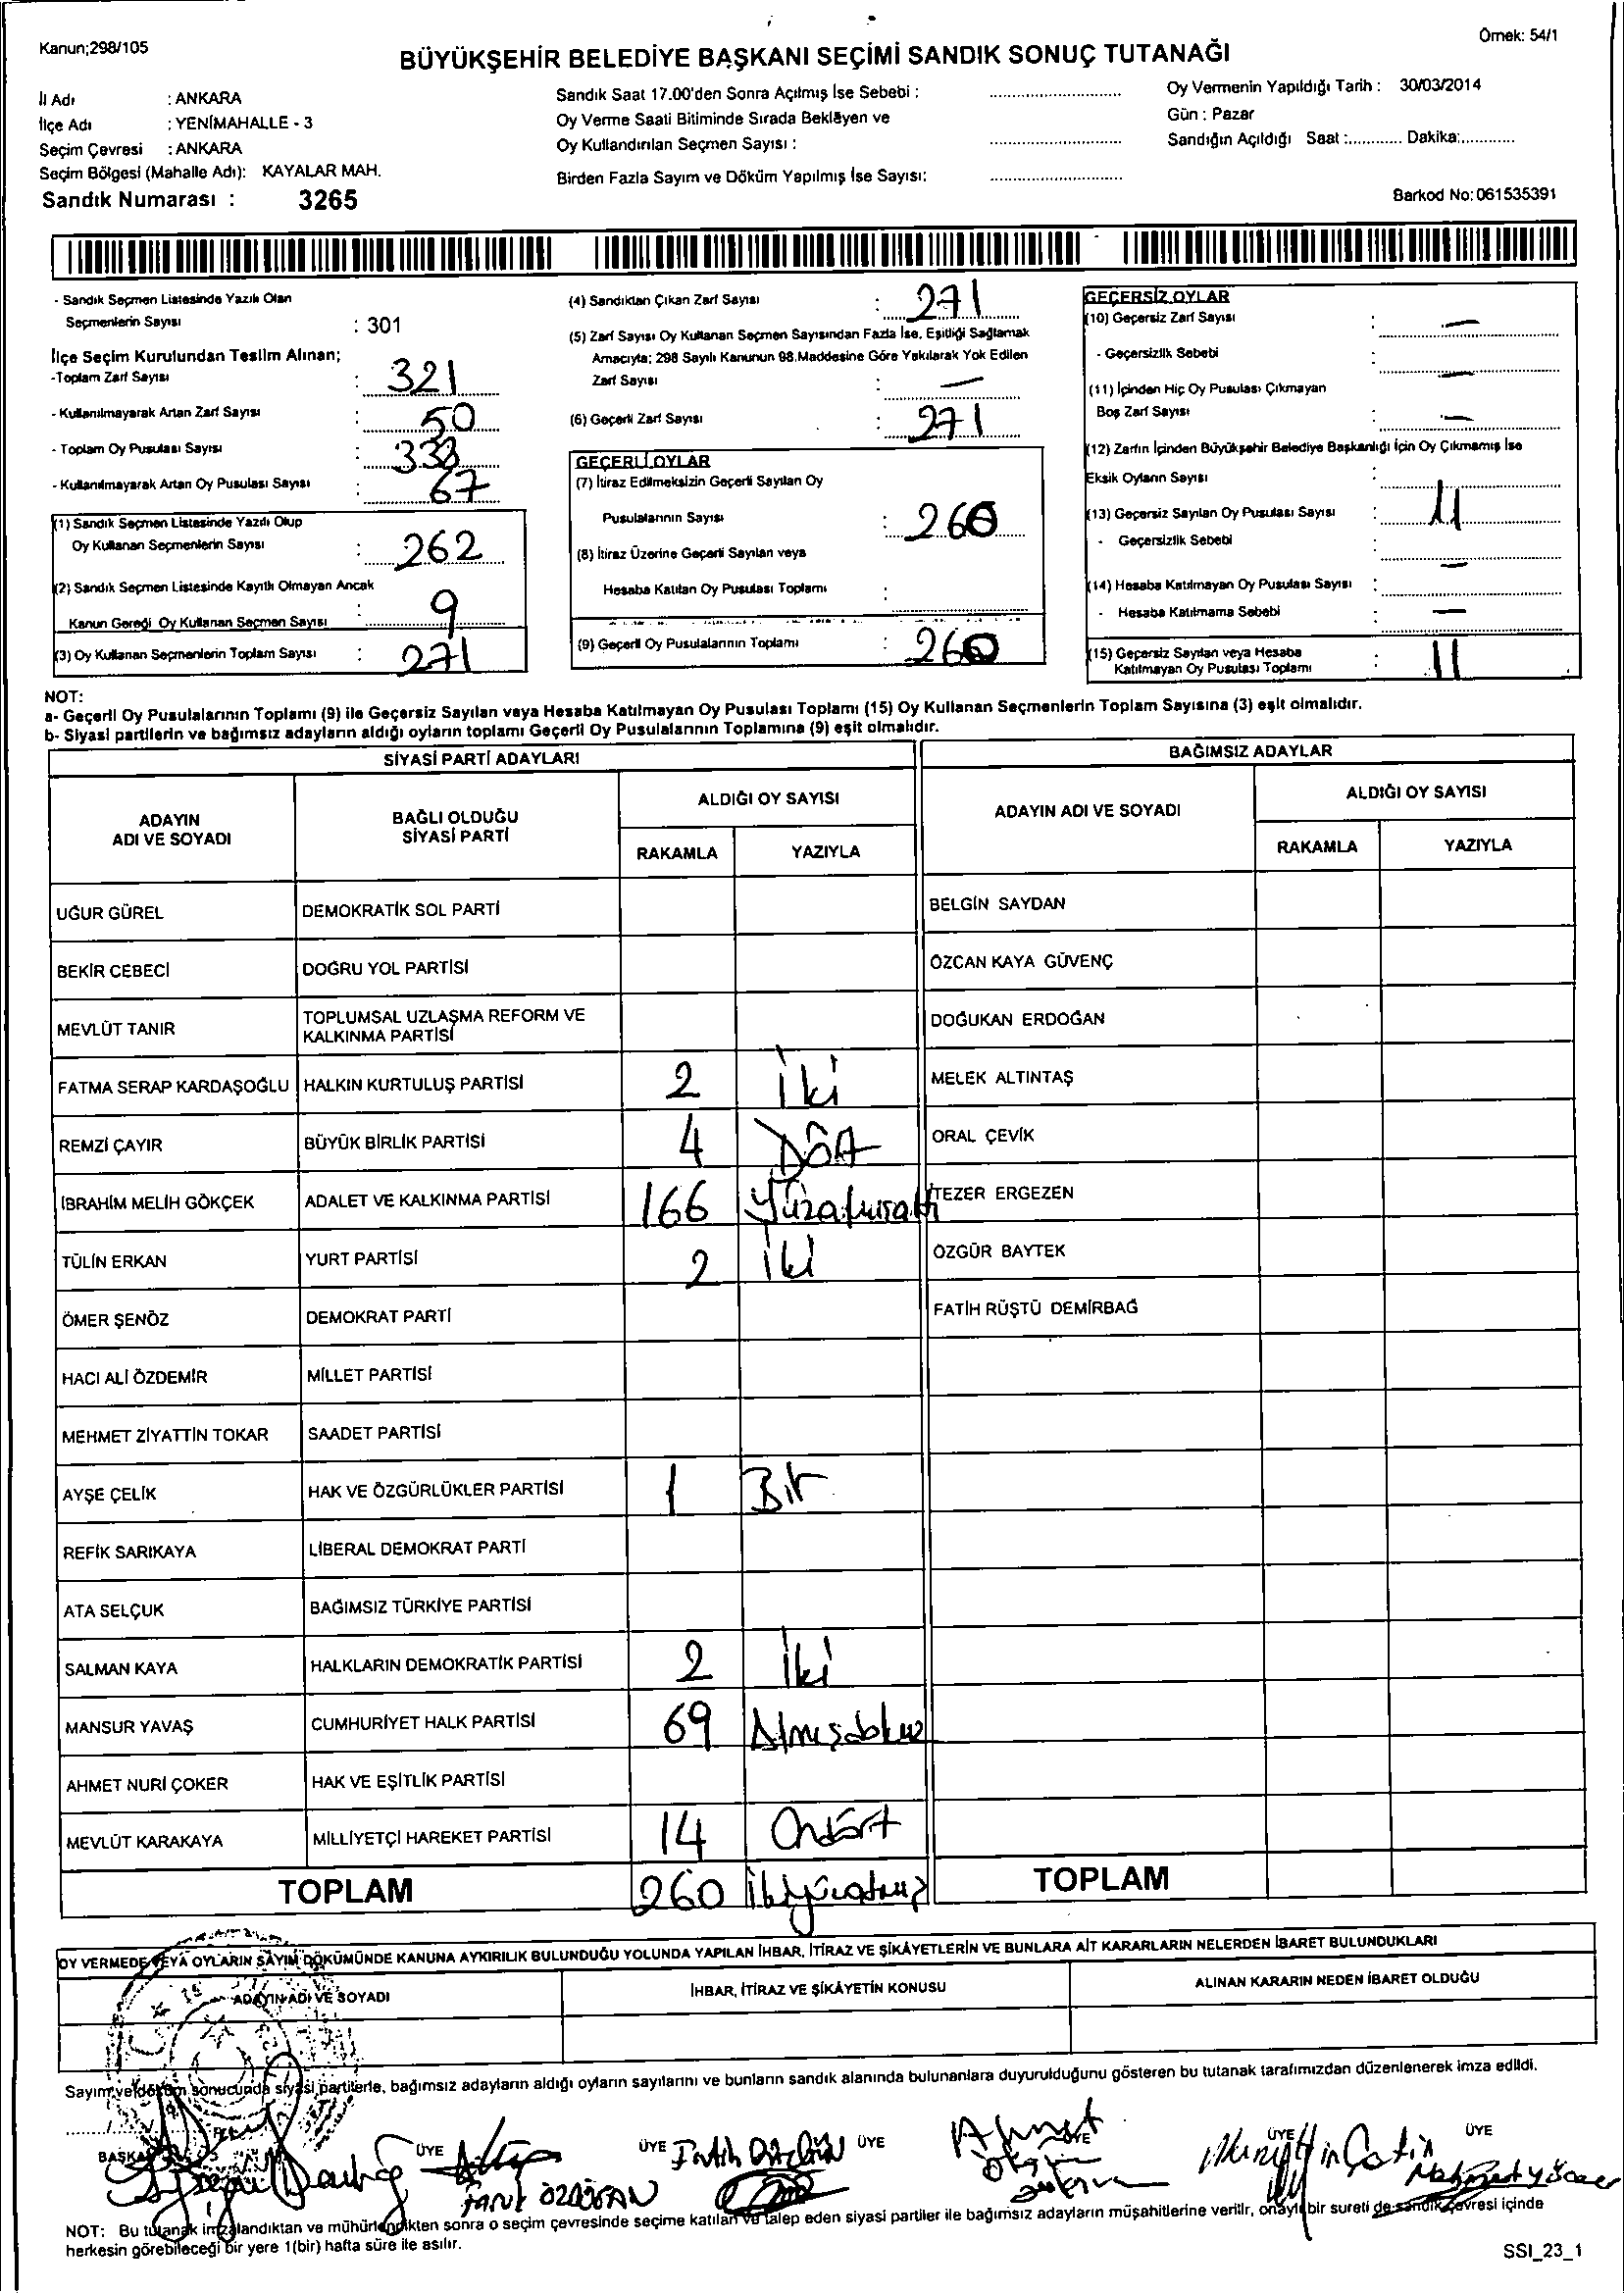 Kanun;298/105
Örnek: 54/1
BÜYÜKŞEHİR BELEDİYE BAŞKANI SEÇİMİ SANDIK SONUÇ TUTANAĞI
İl Adı : ANKARA
İlçe Adı : YENİMAHALLE - 3
Seçim Çevresi : ANKARA
Seçim Bölgesi (Mahalle Adı): KAYALAR MAH.
Sandık Numarası : 3265
Sandık Saat 17.00'den Sonra Açılmış İse Sebebi :
Oy Verme Saati Bitiminde Sırada Bekleyen ve
Oy Kullandırılan Seçmen Sayısı :
Birden Fazla Sayım ve Döküm Yapılmış İse Sayısı:
Oy Vermenin Yapıldığı Tarih : 30/03/2014
Gün : Pazar
Sandığın Açıldığı Saat :............ Dakika:............
Barkod No: 061535391
- Sandık Seçmen Listesinde Yazılı Olan
Seçmenlerin Sayısı : 301
İlçe Seçim Kurulundan Teslim Alınan;
-Toplam Zarf Sayısı : 321
- Kullanılmayarak Artan Zarf Sayısı : 50
- Toplam Oy Pusulası Sayısı : 338
- Kullanılmayarak Artan Oy Pusulası Sayısı : 67
(1) Sandık Seçmen Listesinde Yazılı Olup
Oy Kullanan Seçmenlerin Sayısı : 262
(2) Sandık Seçmen Listesinde Kayıtlı Olmayan Ancak
Kanun Gereği Oy Kullanan Seçmen Sayısı : 9
(3) Oy Kullanan Seçmenlerin Toplam Sayısı : 271
(4) Sandıktan Çıkan Zarf Sayısı : 271
(5) Zarf Sayısı Oy Kullanan Seçmen Sayısından Fazla İse, Eşitliği Sağlamak
Amacıyla; 298 Sayılı Kanunun 98.Maddesine Göre Yakılarak Yok Edilen
Zarf Sayısı : —
(6) Geçerli Zarf Sayısı : 271
GEÇERLİ OYLAR
(7) İtiraz Edilmeksizin Geçerli Sayılan Oy
Pusulalarının Sayısı : 260
(8) İtiraz Üzerine Geçerli Sayılan veya
Hesaba Katılan Oy Pusulası Toplamı :
(9) Geçerli Oy Pusulalarının Toplamı : 260
GEÇERSİZ OYLAR
(10) Geçersiz Zarf Sayısı : —
- Geçersizlik Sebebi : —
(11) İçinden Hiç Oy Pusulası Çıkmayan
Boş Zarf Sayısı : —
(12) Zarfın İçinden Büyükşehir Belediye Başkanlığı İçin Oy Çıkmamış İse
Eksik Oyların Sayısı :
(13) Geçersiz Sayılan Oy Pusulası Sayısı : 11
- Geçersizlik Sebebi : —
(14) Hesaba Katılmayan Oy Pusulası Sayısı :
- Hesaba Katılmama Sebebi : —
(15) Geçersiz Sayılan veya Hesaba
Katılmayan Oy Pusulası Toplamı : 11
NOT:
a- Geçerli Oy Pusulalarının Toplamı (9) ile Geçersiz Sayılan veya Hesaba Katılmayan Oy Pusulası Toplamı (15) Oy Kullanan Seçmenlerin Toplam Sayısına (3) eşit olmalıdır.
b- Siyasi partilerin ve bağımsız adayların aldığı oyların toplamı Geçerli Oy Pusulalarının Toplamına (9) eşit olmalıdır.
SİYASİ PARTİ ADAYLARI
ADAYIN ADI VE SOYADI
BAĞLI OLDUĞU SİYASİ PARTİ
ALDIĞI OY SAYISI
RAKAMLA YAZIYLA
UĞUR GÜREL DEMOKRATİK SOL PARTİ
BEKİR CEBECİ DOĞRU YOL PARTİSİ
MEVLÜT TANIR TOPLUMSAL UZLAŞMA REFORM VE KALKINMA PARTİSİ
FATMA SERAP KARDAŞOĞLU HALKIN KURTULUŞ PARTİSİ 2 İki
REMZİ ÇAYIR BÜYÜK BİRLİK PARTİSİ 4 Dört
İBRAHİM MELİH GÖKÇEK ADALET VE KALKINMA PARTİSİ 166 Yüzatmışaltı
TÜLİN ERKAN YURT PARTİSİ 2 İki
ÖMER ŞENÖZ DEMOKRAT PARTİ
HACI ALİ ÖZDEMİR MİLLET PARTİSİ
MEHMET ZİYATTİN TOKAR SAADET PARTİSİ
AYŞE ÇELİK HAK VE ÖZGÜRLÜKLER PARTİSİ 1 Bir
REFİK SARIKAYA LİBERAL DEMOKRAT PARTİ
ATA SELÇUK BAĞIMSIZ TÜRKİYE PARTİSİ
SALMAN KAYA HALKLARIN DEMOKRATİK PARTİSİ 2 İki
MANSUR YAVAŞ CUMHURİYET HALK PARTİSİ 69 Atmışdokuz
AHMET NURİ ÇOKER HAK VE EŞİTLİK PARTİSİ
MEVLÜT KARAKAYA MİLLİYETÇİ HAREKET PARTİSİ 14 Ondört
TOPLAM 260 İkiyüzatmış
BAĞIMSIZ ADAYLAR
ADAYIN ADI VE SOYADI
ALDIĞI OY SAYISI
RAKAMLA YAZIYLA
BELGİN SAYDAN
ÖZCAN KAYA GÜVENÇ
DOĞUKAN ERDOĞAN
MELEK ALTINTAŞ
ORAL ÇEVİK
TEZER ERGEZEN
ÖZGÜR BAYTEK
FATİH RÜŞTÜ DEMİRBAĞ
TOPLAM
OY VERMEDE VEYA OYLARIN SAYIM DÖKÜMÜNDE KANUNA AYKIRILIK BULUNDUĞU YOLUNDA YAPILAN İHBAR, İTİRAZ VE ŞİKÂYETLERİN VE BUNLARA AİT KARARLARIN NELERDEN İBARET BULUNDUKLARI
ADAYIN ADI VE SOYADI
İHBAR, İTİRAZ VE ŞİKÂYETİN KONUSU
ALINAN KARARIN NEDEN İBARET OLDUĞU
Sayım ve döküm sonucunda siyasi partilerle, bağımsız adayların aldığı oyların sayılarını ve bunların sandık alanında bulunanlara duyurulduğunu gösteren bu tutanak tarafımızdan düzenlenerek imza edildi.
BAŞKAN ÜYE ÜYE ÜYE ÜYE ÜYE ÜYE
Faruk ÖZDOĞAN
Fatih
Ahmet
NOT: Bu tutanak imzalandıktan ve mühürlendikten sonra o seçim çevresinde seçime katılan ve talep eden siyasi partiler ile bağımsız adayların müşahitlerine verilir, onaylı bir sureti de sandık çevresi içinde
herkesin görebileceği bir yere 1(bir) hafta süre ile asılır.
SSI_23_1